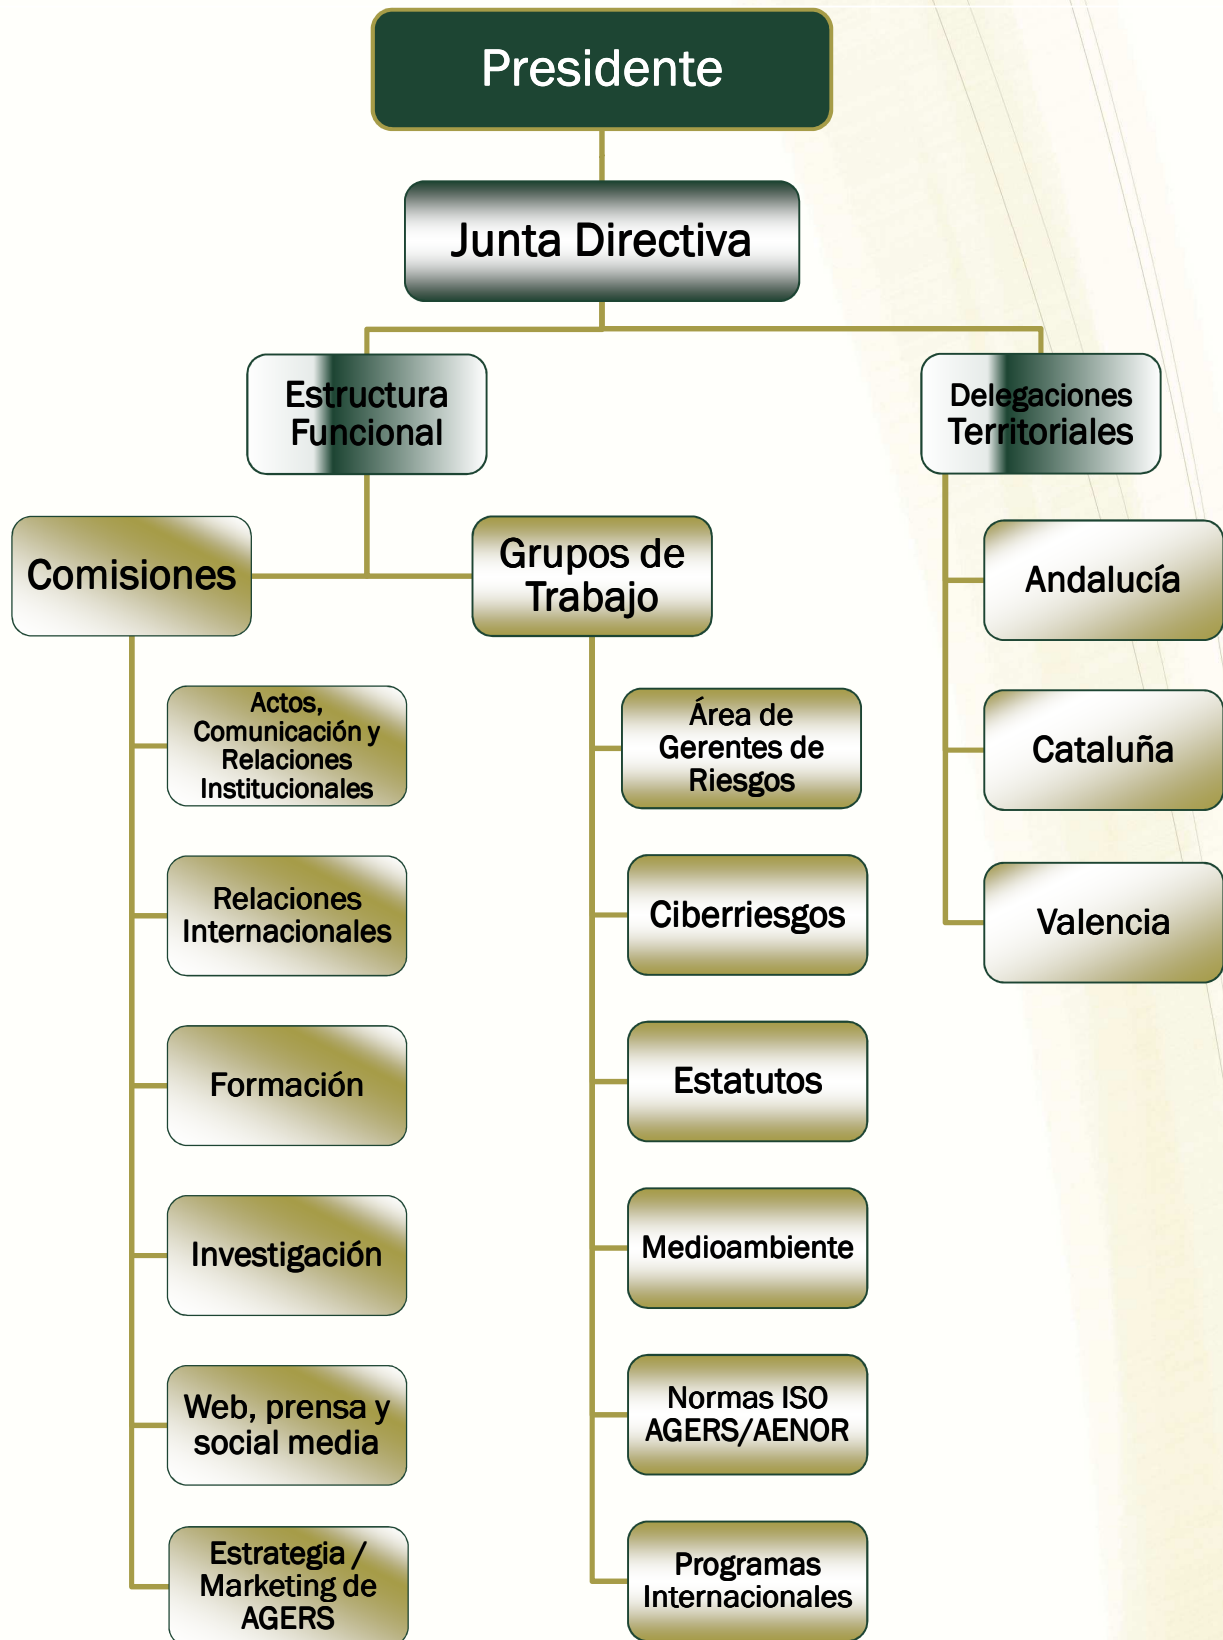 Presidente
Junta Directiva
Estructura
Funcional
Delegaciones
Territoriales
Comisiones
Grupos de
Trabajo
Andalucía
Cataluña
Valencia
Actos,
Comunicación y
Relaciones
Institucionales
Relaciones
Internacionales
Formación
Investigación
Web, prensa y
social media
Estrategia /
Marketing de
AGERS
Área de
Gerentes de
Riesgos
Ciberriesgos
Estatutos
Medioambiente
Normas ISO
AGERS/AENOR
Programas
Internacionales